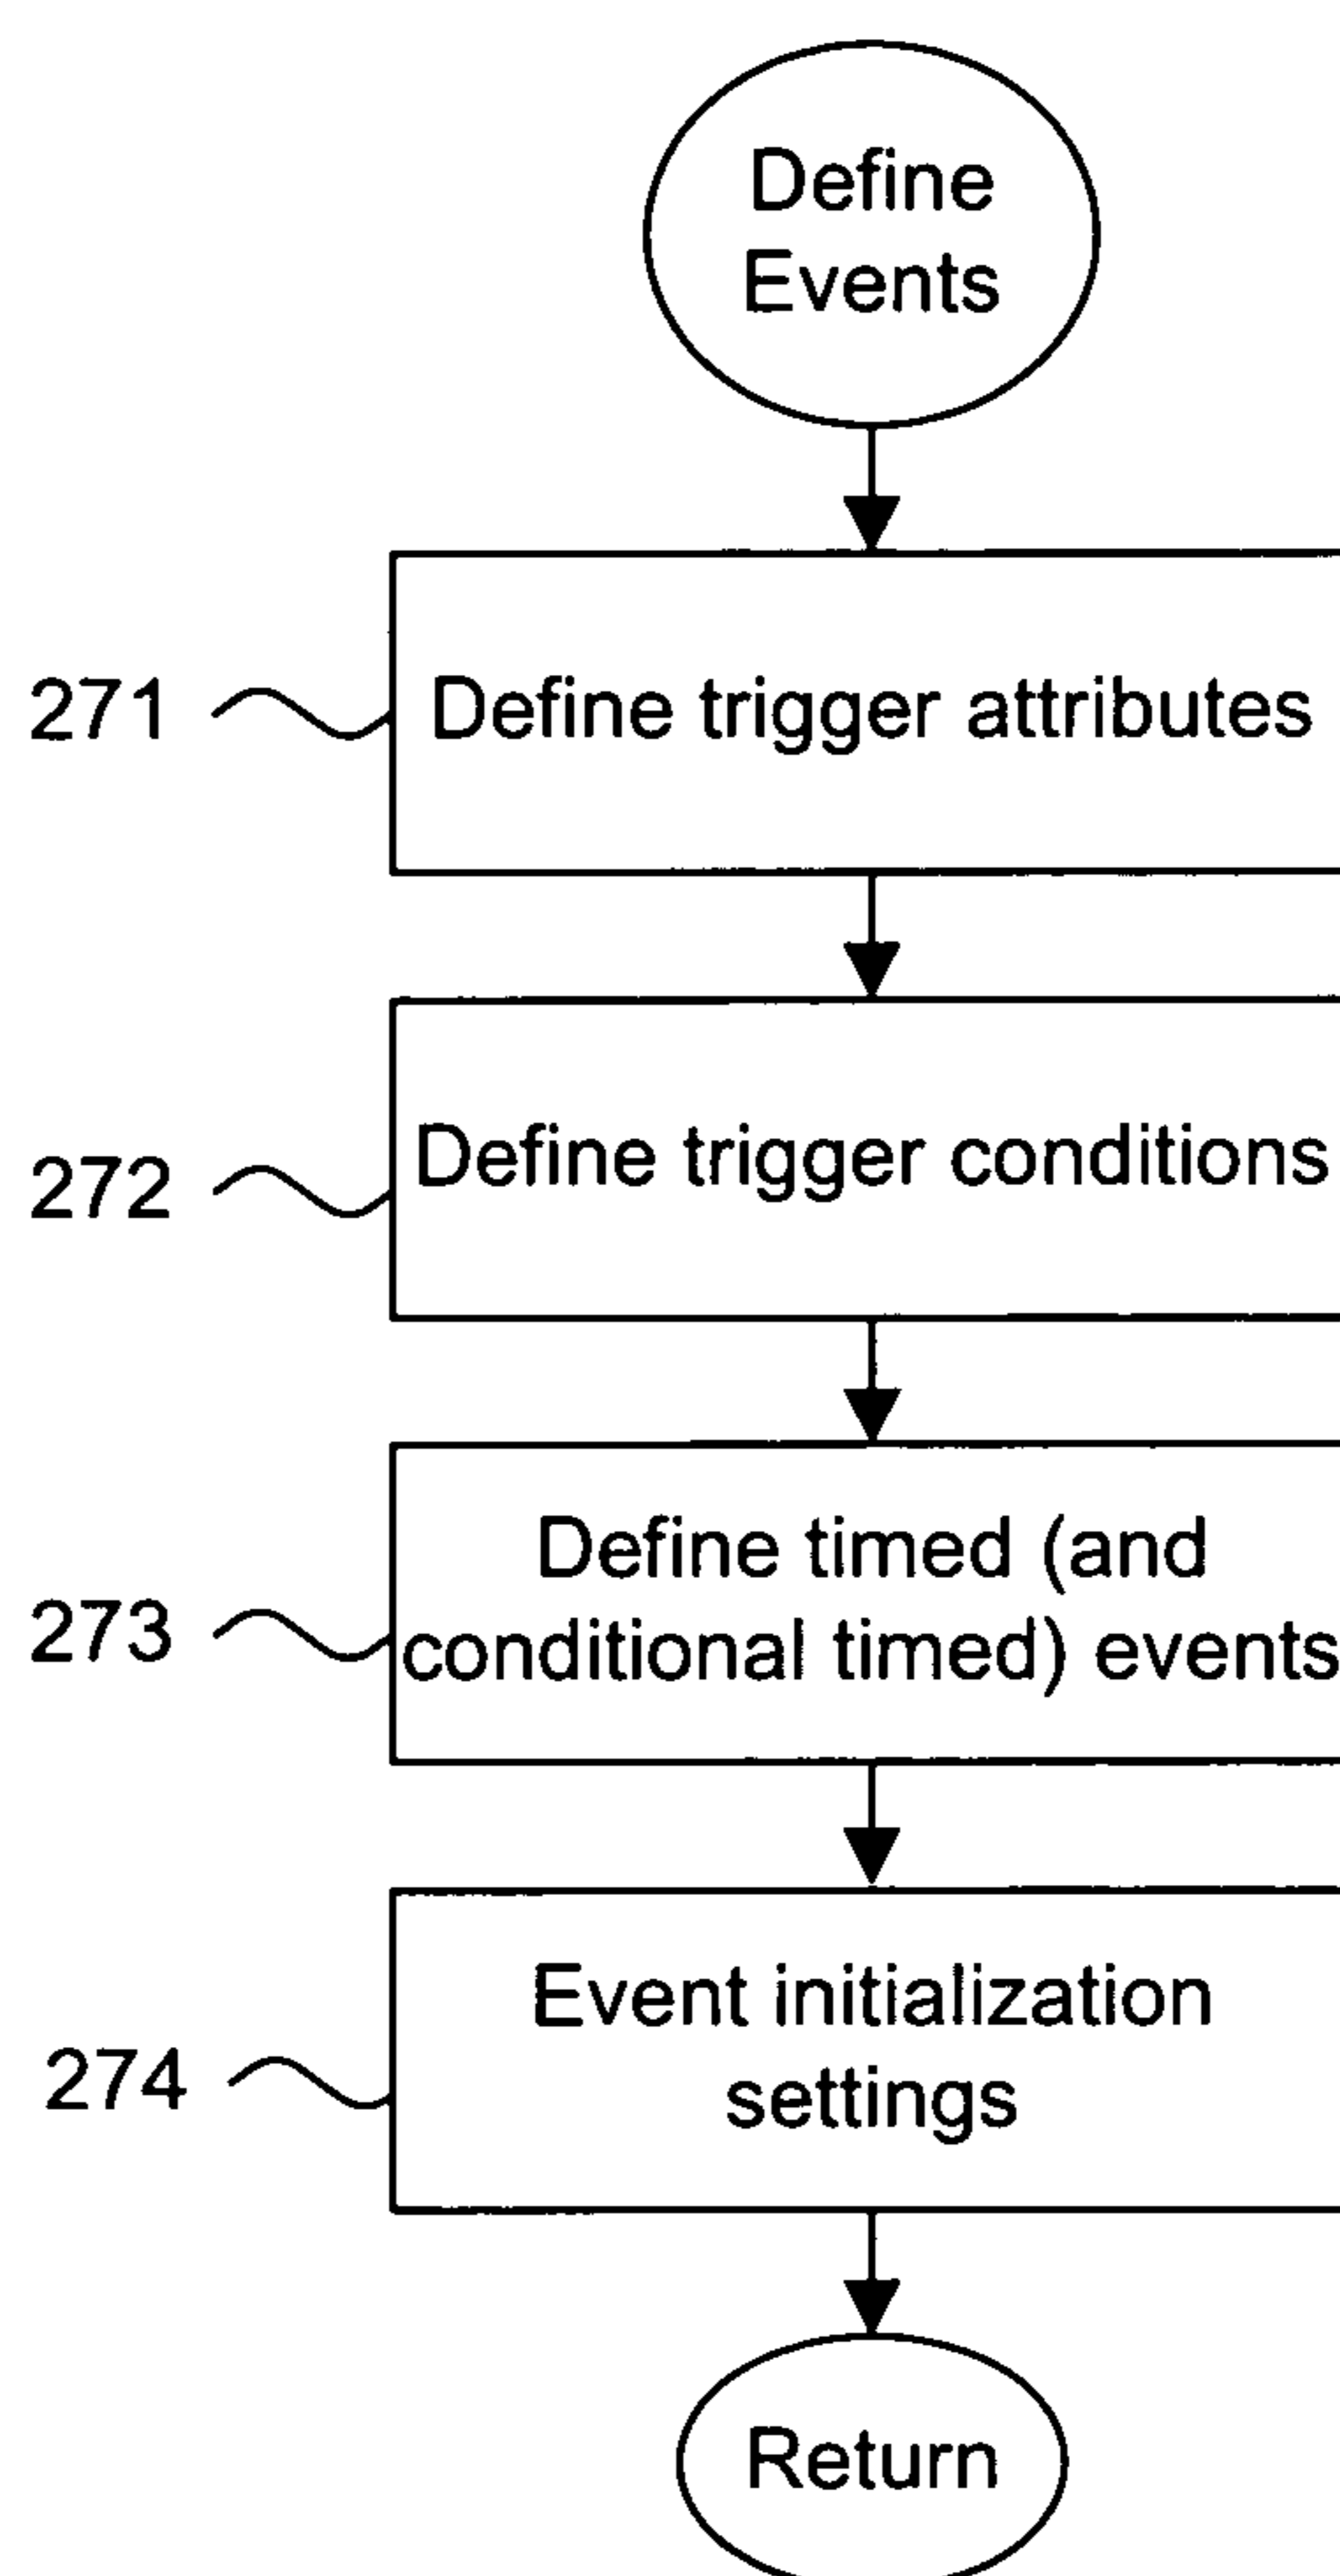 Define
Events
271
Define trigger attributes
272
Define trigger conditions
273
Define timed (and
conditional timed) events
274
Event initialization
settings
Return